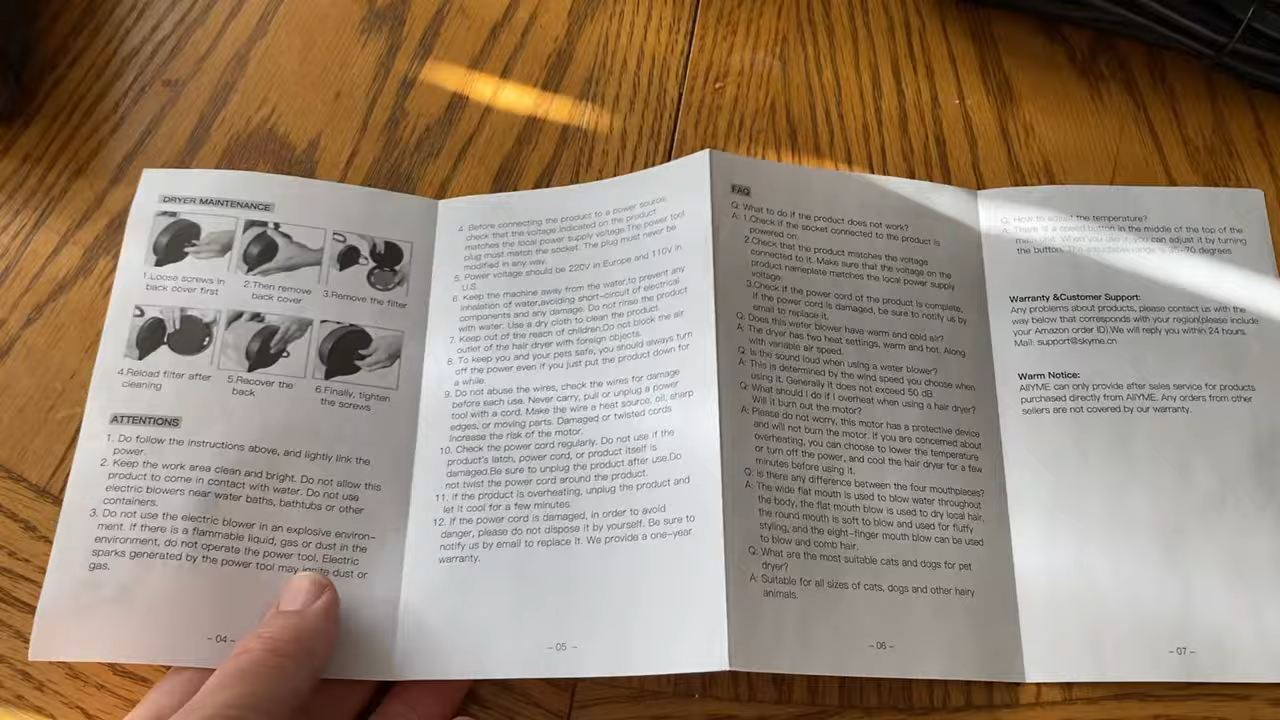 DRYER MAINTENANCE
1.Loose screws in
back cover first
2.Then remove
back cover
3.Remove the filter
4.Reload filter after
cleaning
5.Recover the
back
6.Finally, tighten
the screws
ATTENTIONS
1. Do follow the instructions above, and lightly link the
power.
2. Keep the work area clean and bright. Do not allow this
product to come in contact with water. Do not use
electric blowers near water baths, bathtubs or other
containers.
3. Do not use the electric blower in an explosive environ-
ment. If there is a flammable liquid, gas or dust in the
environment, do not operate the power tool. Electric
sparks generated by the power tool may ignite dust or
gas.
- 04 -
4. Before connecting the product to a power source,
check that the voltage indicated on the product
matches the local power supply voltage.The power tool
plug must match the socket. The plug must never be
modified in any way.
5. Power voltage should be 220V in Europe and 110V in
U.S.
6. Keep the machine away from the water,to prevent any
inhalation of water,avoiding short-circuit of electrical
components and any damage. Do not rinse the product
with water. Use a dry cloth to clean the product.
7. Keep out of the reach of children.Do not block the air
outlet of the hair dryer with foreign objects.
8. To keep you and your pets safe, you should always turn
off the power even if you just put the product down for
a while.
9. Do not abuse the wires, check the wires for damage
before each use. Never carry, pull or unplug a power
tool with a cord. Make the wire a heat source, oil, sharp
edges, or moving parts. Damaged or twisted cords
increase the risk of the motor.
10. Check the power cord regularly. Do not use if the
product's latch, power cord, or product itself is
damaged.Be sure to unplug the product after use.Do
not twist the power cord around the product.
11. If the product is overheating, unplug the product and
let it cool for a few minutes.
12. If the power cord is damaged, in order to avoid
danger, please do not dispose it by yourself. Be sure to
notify us by email to replace it. We provide a one-year
warranty.
- 05 -
FAQ
Q: What to do if the product does not work?
A: 1.Check if the socket connected to the product is
powered on.
2.Check that the product matches the voltage
connected to it. Make sure that the voltage on the
product nameplate matches the local power supply
voltage.
3.Check if the power cord of the product is complete,
if the power cord is damaged, be sure to notify us by
email to replace it.
Q: Does this water blower have warm and cold air?
A: The dryer has two heat settings, warm and hot. Along
with variable air speed.
Q: Is the sound loud when using a water blower?
A: This is determined by the wind speed you choose when
using it. Generally it does not exceed 50 dB.
Q: What should I do if I overheat when using a hair dryer?
Will it burn out the motor?
A: Please do not worry, this motor has a protective device
and will not burn the motor. If you are concerned about
overheating, you can choose to lower the temperature
or turn off the power, and cool the hair dryer for a few
minutes before using it.
Q: Is there any difference between the four mouthpieces?
A: The wide flat mouth is used to blow water throughout
the body, the flat mouth blow is used to dry local hair,
the round mouth is soft to blow and used for fluffy
styling, and the eight-finger mouth blow can be used
to blow and comb hair.
Q: What are the most suitable cats and dogs for pet
dryer?
A: Suitable for all sizes of cats, dogs and other hairy
animals.
- 06 -
Q: How to adjust the temperature?
A: There is a speed button in the middle of the top of the
machine. When you use it, you can adjust it by turning
the button. The adjustable range is 35-70 degrees
Warranty &Customer Support:
Any problems about products, please contact us with the
way below that corresponds with your region(please include
your Amazon order ID).We will reply you within 24 hours.
Mail: support@skyme.cn
Warm Notice:
AIIYME can only provide after sales service for products
purchased directly from AIIYME. Any orders from other
sellers are not covered by our warranty.
- 07 -